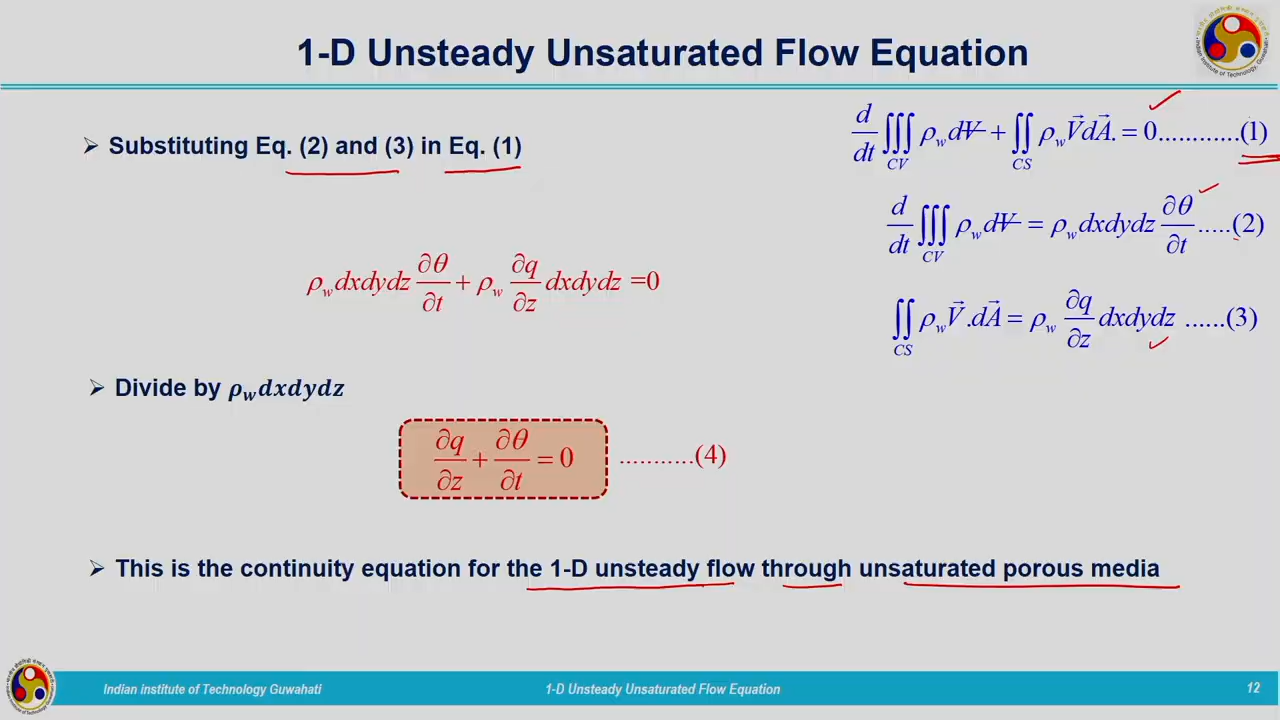 1-D Unsteady Unsaturated Flow Equation
➢ Substituting Eq. (2) and (3) in Eq. (1)
d/dt ∭_CV ρ_w dV + ∬_CS ρ_w V⃗ dA⃗. = 0............(1)
d/dt ∭_CV ρ_w dV = ρ_w dxdydz ∂θ/∂t .....(2)
∬_CS ρ_w V⃗.dA⃗ = ρ_w ∂q/∂z dxdydz ......(3)
ρ_w dxdydz ∂θ/∂t + ρ_w ∂q/∂z dxdydz =0
➢ Divide by ρ_w dxdydz
∂q/∂z + ∂θ/∂t = 0 ...........(4)
➢ This is the continuity equation for the 1-D unsteady flow through unsaturated porous media
Indian institute of Technology Guwahati
1-D Unsteady Unsaturated Flow Equation
12